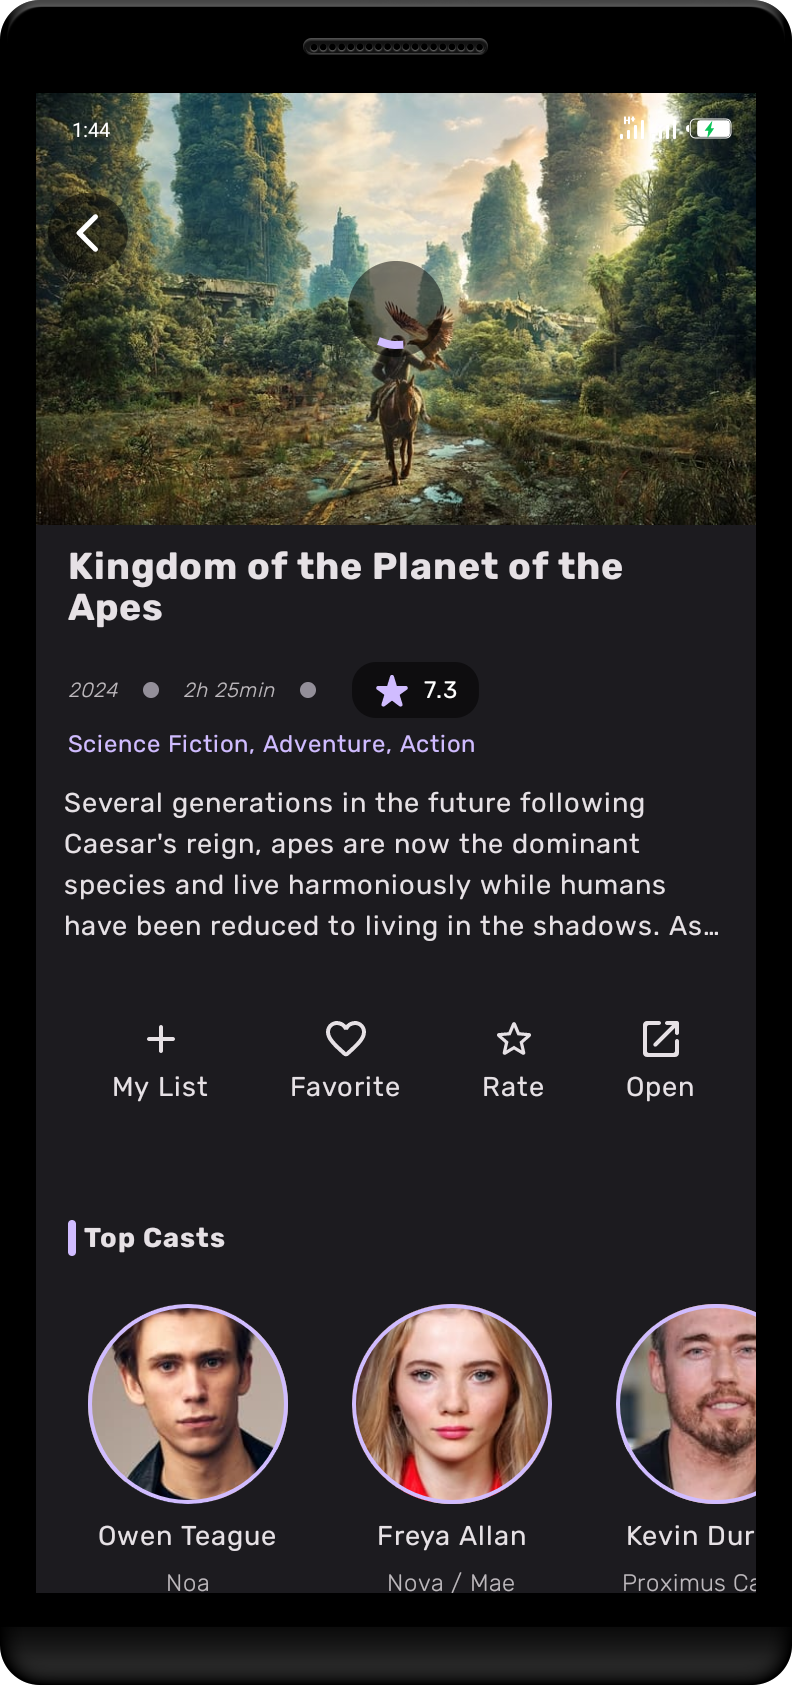 1:44
H+
Kingdom of the Planet of the
Apes
2024
2h 25min
7.3
Science Fiction, Adventure, Action
Several generations in the future following
Caesar's reign, apes are now the dominant
species and live harmoniously while humans
have been reduced to living in the shadows. As…
My List
Favorite
Rate
Open
Top Casts
Owen Teague
Freya Allan
Kevin Dur
Noa
Nova / Mae
Proximus Ca